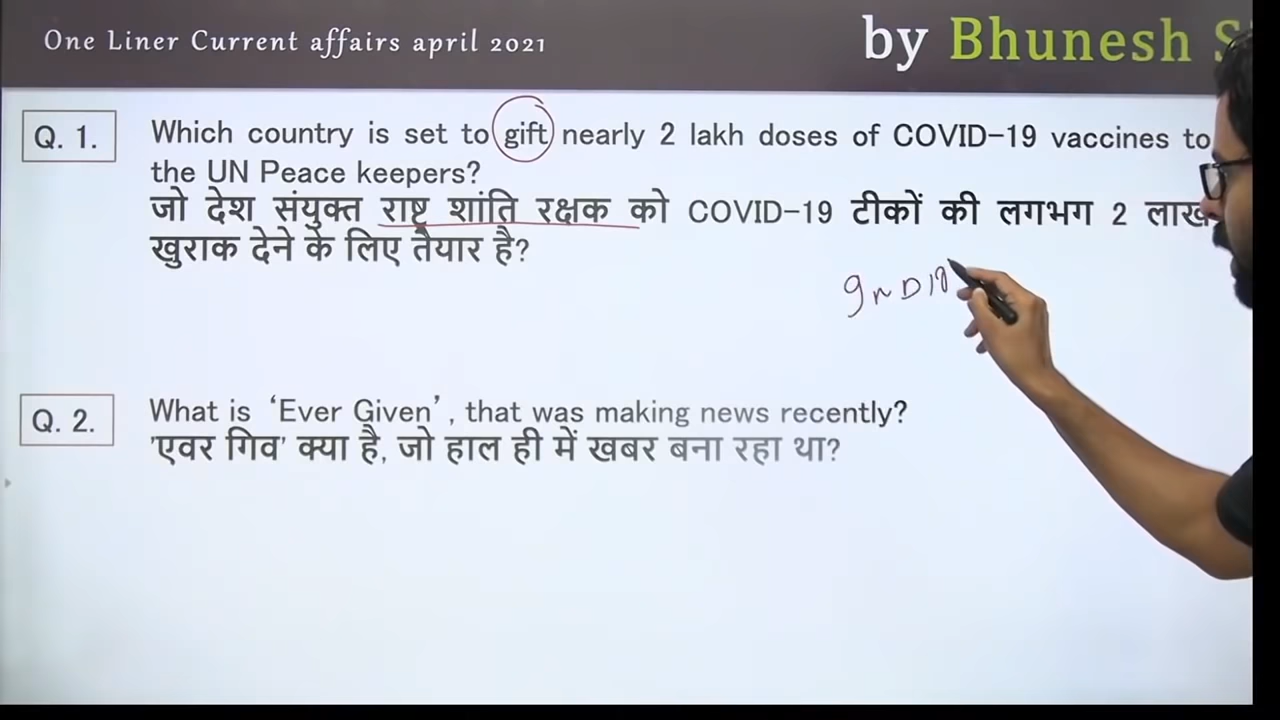 One Liner Current affairs april 2021
by Bhunesh S
Q. 1.
Which country is set to gift nearly 2 lakh doses of COVID-19 vaccines to
the UN Peace keepers?
जो देश संयुक्त राष्ट्र शांति रक्षक को COVID-19 टीकों की लगभग 2 लाख
खुराक देने के लिए तैयार है?
India
Q. 2.
What is ‘Ever Given’, that was making news recently?
'एवर गिव' क्या है, जो हाल ही में खबर बना रहा था?